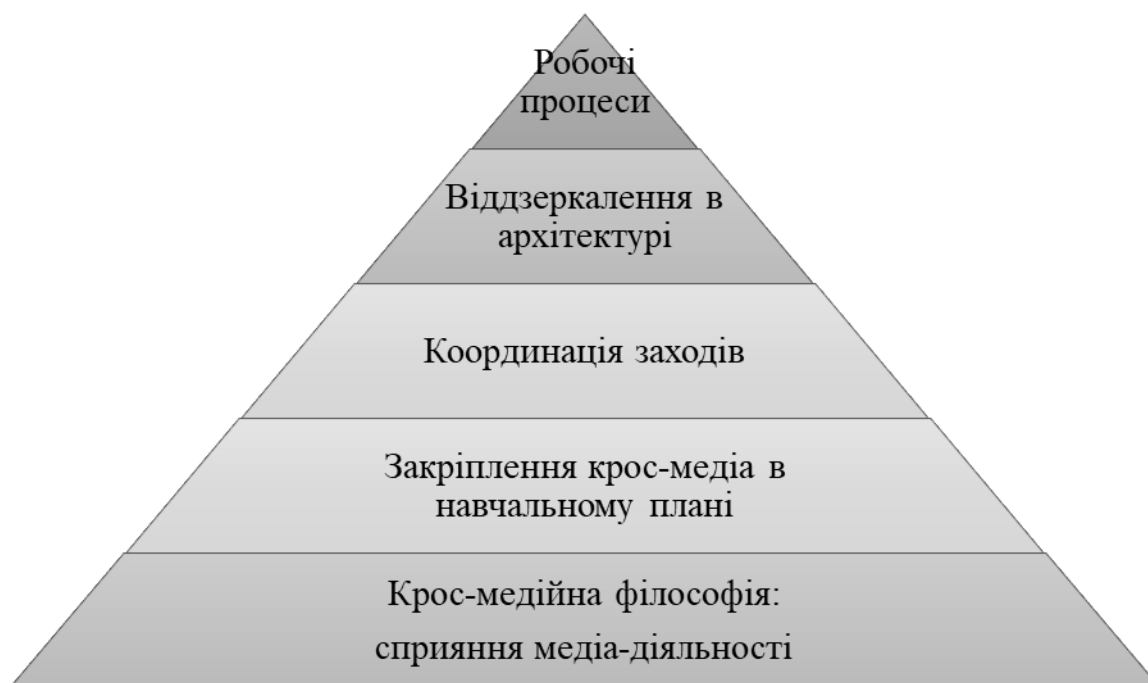 Робочі
процеси
Віддзеркалення в
архітектурі
Координація заходів
Закріплення крос-медіа в
навчальному плані
Крос-медійна філософія:
сприяння медіа-діяльності